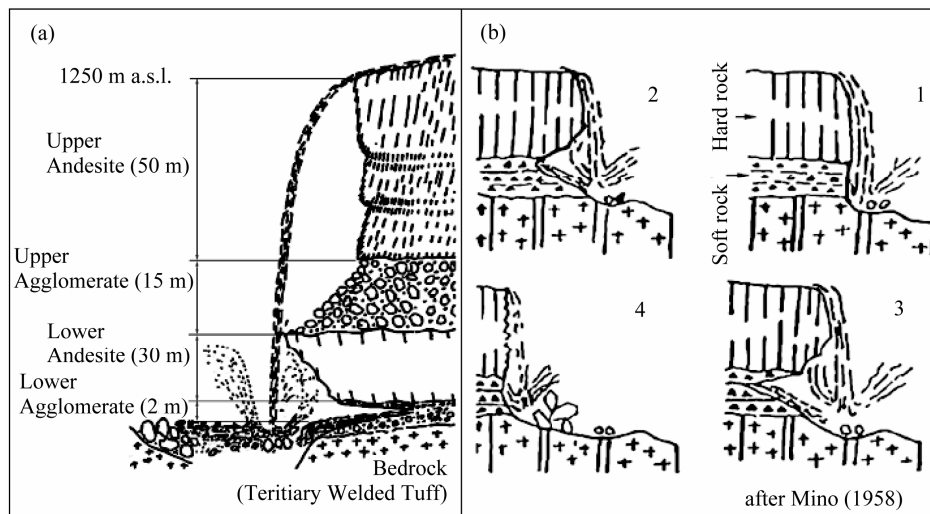 (a)
1250 m a.s.l.
Upper
Andesite (50 m)
Upper
Agglomerate (15 m)
Lower
Andesite (30 m)
Lower
Agglomerate (2 m)
Bedrock
(Teritiary Welded Tuff)
(b)
2
1
Hard rock
Soft rock
4
3
after Mino (1958)